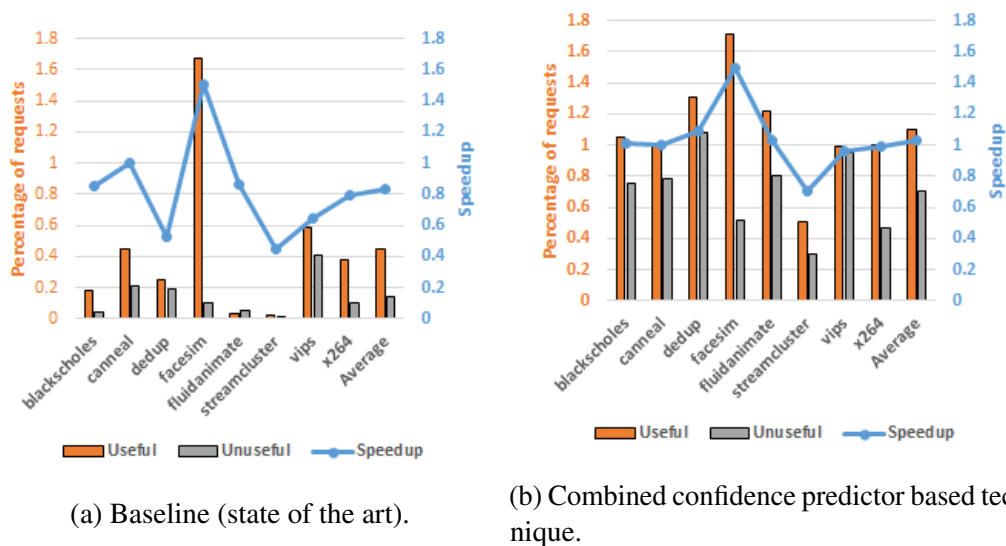 1.8
1.6
1.4
1.2
1
0.8
0.6
0.4
0.2
0
Percentage of requests
1.8
1.6
1.4
1.2
1
0.8
0.6
0.4
0.2
0
Speedup
blackscholes
canneal
dedup
facesim
fluidanimate
streamcluster
vips
x264
Average
Useful Unuseful Speedup
(a) Baseline (state of the art).
1.8
1.6
1.4
1.2
1
0.8
0.6
0.4
0.2
0
Percentage of requests
1.8
1.6
1.4
1.2
1
0.8
0.6
0.4
0.2
0
Speedup
blackscholes
canneal
dedup
facesim
fluidanimate
streamcluster
vips
x264
Average
Useful Unuseful Speedup
(b) Combined confidence predictor based tec
nique.